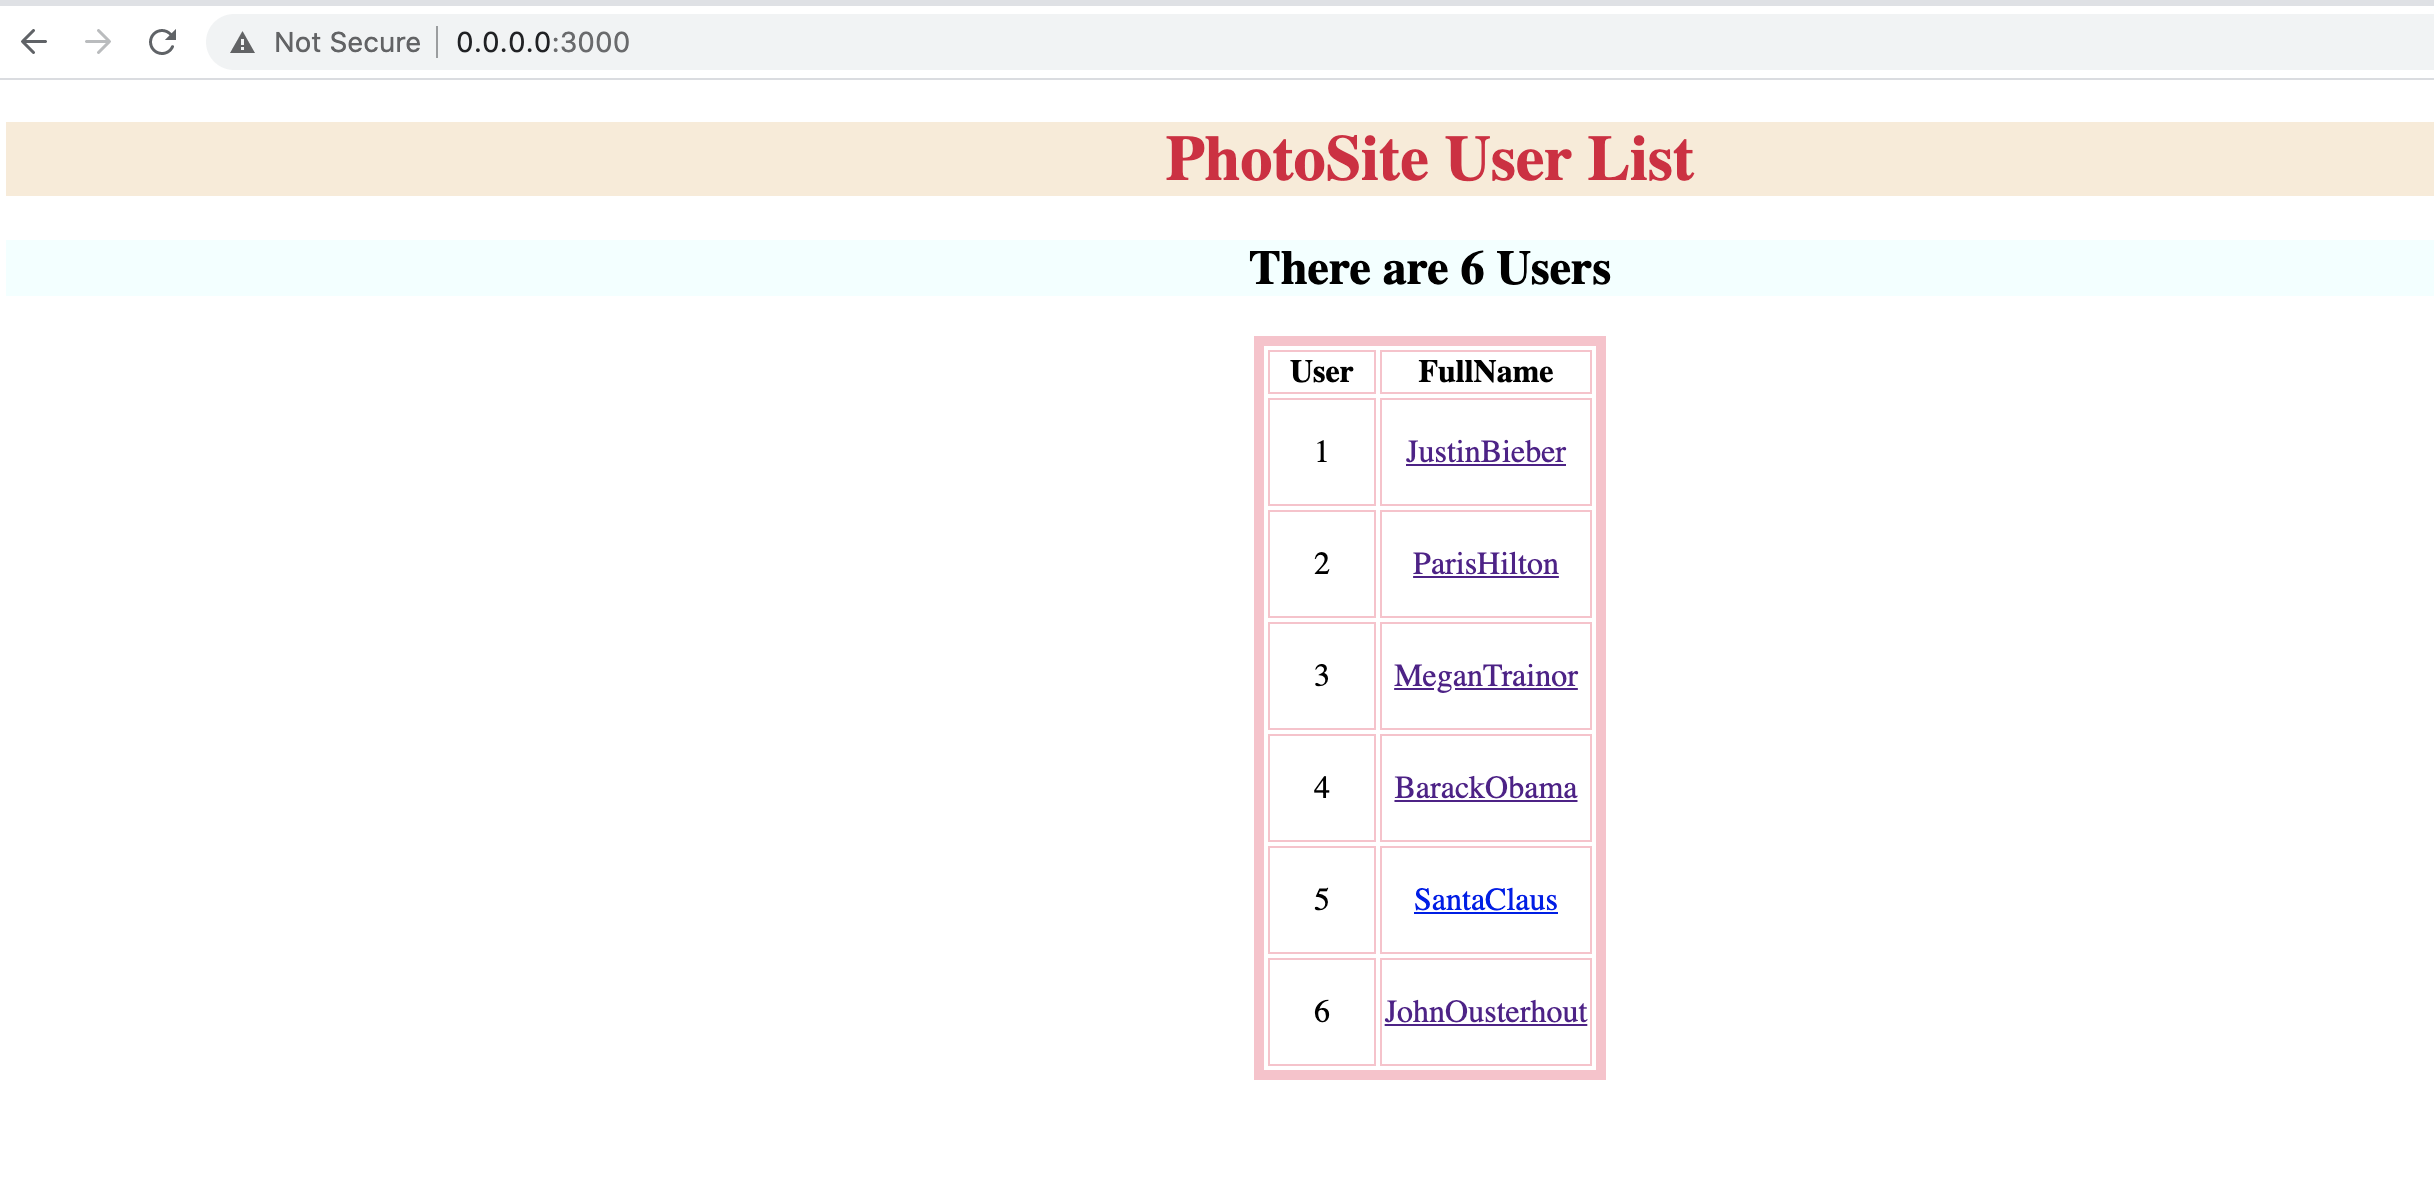 Not Secure | 0.0.0.0:3000
PhotoSite User List
There are 6 Users
User FullName
1 JustinBieber
2 ParisHilton
3 MeganTrainor
4 BarackObama
5 SantaClaus
6 JohnOusterhout